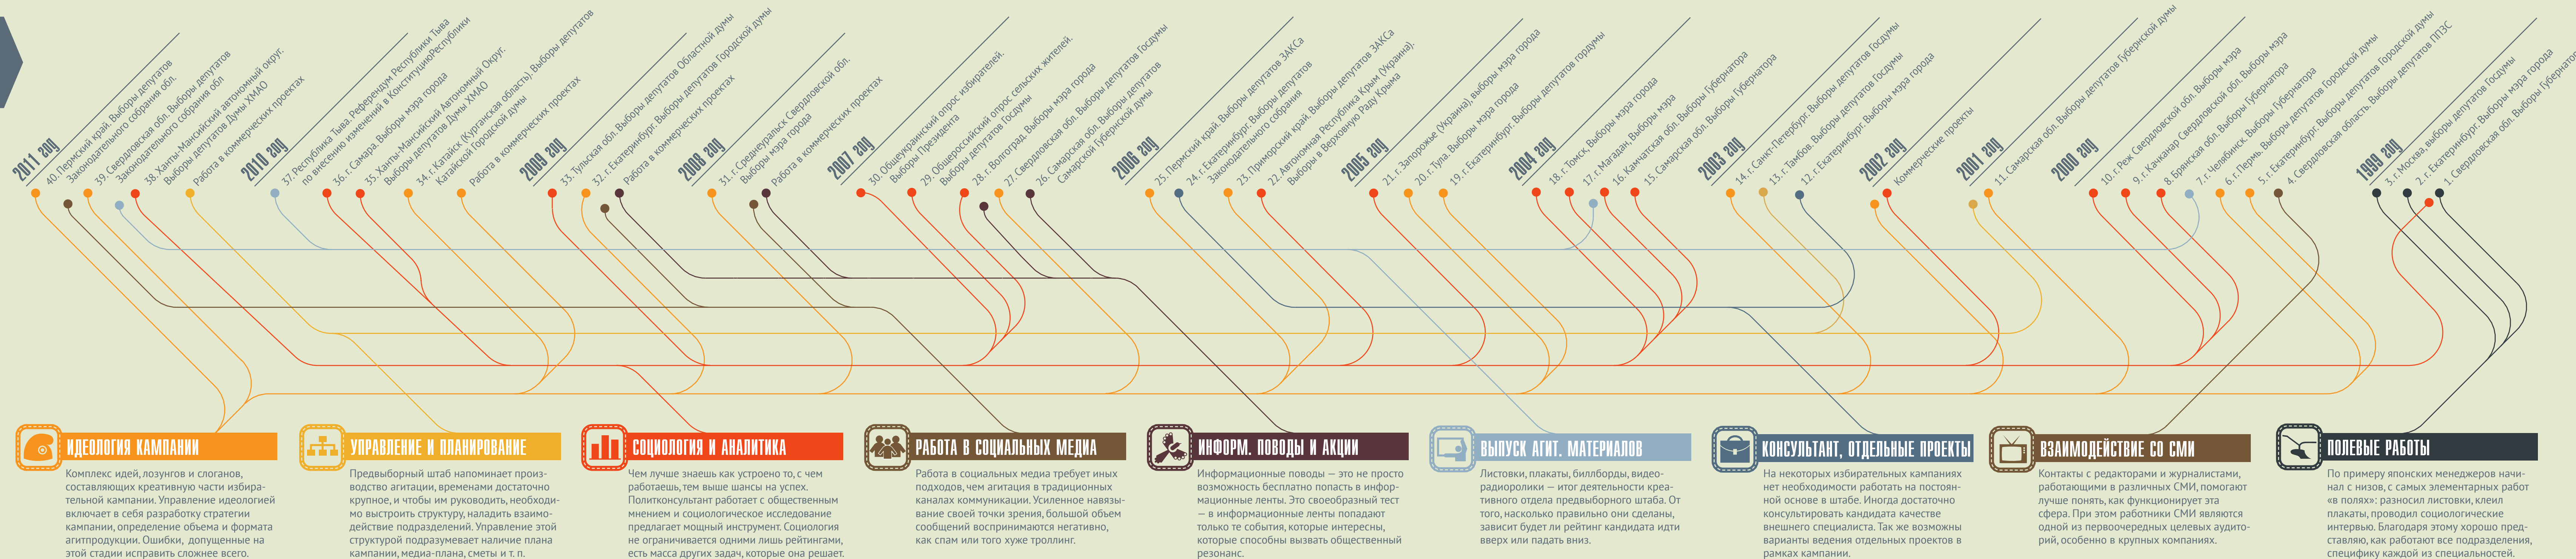 2011 год
40. Пермский край. Выборы депутатов
Законодательного собрания обл.
39. Свердловская обл. Выборы депутатов
Законодательного собрания обл
38. Ханты-Мансийский автономный округ.
Выборы депутатов Думы ХМАО
Работа в коммерческих проектах
2010 год
37. Республика Тыва. Референдум Республики Тыва
по внесению изменений в КонституциюРеспублики
36. г. Самара. Выборы мэра города
35. Ханты-Мансийский Автономный Округ.
Выборы депутатов Думы ХМАО
34. г. Катайск (Курганская область). Выборы депутатов
Катайской Городской думы
Работа в коммерческих проектах
2009 год
33. Тульская обл. Выборы депутатов Областной думы
32. г. Екатеринбург. Выборы депутатов Городской думы
Работа в коммерческих проектах
2008 год
31. г. Среднеуральск Свердловской обл.
Выборы мэра города
Работа в коммерческих проектах
2007 год
30. Общеукраинский опрос избирателей.
Выборы Президента
29. Общероссийский опрос сельских жителей.
Выборы депутатов Госдумы
28. г. Волгоград. Выборы мэра города
27. Свердловская обл. Выборы депутатов Госдумы
26. Самарская обл. Выборы депутатов
Самарской Губернской думы
2006 год
25. Пермский край. Выборы депутатов ЗАКСа
24. г. Екатеринбург. Выборы депутатов
Законодательного собрания
23. Приморский край. Выборы депутатов ЗАКСа
22. Автономная Республика Крым (Украина).
Выборы в Верховную Раду Крыма
2005 год
21. г. Запорожье (Украина), выборы мэра города
20. г. Тула. Выборы мэра города
19. г. Екатеринбург. Выборы депутатов гордумы
2004 год
18. г. Томск, Выборы мэра города
17. г. Магадан, Выборы мэра
16. Камчатская обл. Выборы Губернатора
15. Самарская обл. Выборы Губернатора
2003 год
14. г. Санкт-Петербург. Выборы депутатов Госдумы
13. г. Тамбов. Выборы депутатов Госдумы
12. г. Екатеринбург. Выборы мэра города
2002 год
Коммерческие проекты
2001 год
11. Самарская обл. Выборы депутатов Губернской думы
2000 год
10. г. Реж Свердловской обл. Выборы мэра
9. г. Качканар Свердловской обл. Выборы мэра
8. Брянская обл. Выборы Губернатора
7. г. Челябинск. Выборы Губернатора
6. г. Пермь. Выборы депутатов Городской думы
5. г. Екатеринбург. Выборы депутатов Городской думы
4. Свердловская область. Выборы депутатов ППЗС
1999 год
3. г. Москва, выборы депутатов Госдумы
2. г. Екатеринбург. Выборы мэра города
1. Свердловская обл. Выборы Губернатора
ИДЕОЛОГИЯ КАМПАНИИ
Комплекс идей, лозунгов и слоганов,
составляющих креативную части избира-
тельной кампании. Управление идеологией
включает в себя разработку стратегии
кампании, определение объема и формата
агитпродукции. Ошибки, допущенные на
этой стадии исправить сложнее всего.
УПРАВЛЕНИЕ И ПЛАНИРОВАНИЕ
Предвыборный штаб напоминает произ-
водство агитации, временами достаточно
крупное, и чтобы им руководить, необходи-
мо выстроить структуру, наладить взаимо-
действие подразделений. Управление этой
структурой подразумевает наличие плана
кампании, медиа-плана, сметы и т. п.
СОЦИОЛОГИЯ И АНАЛИТИКА
Чем лучше знаешь как устроено то, с чем
работаешь, тем выше шансы на успех.
Политконсультант работает с общественным
мнением и социологическое исследование
предлагает мощный инструмент. Социология
не ограничивается одними лишь рейтингами,
есть масса других задач, которые она решает.
РАБОТА В СОЦИАЛЬНЫХ МЕДИА
Работа в социальных медиа требует иных
подходов, чем агитация в традиционных
каналах коммуникации. Усиленное навязы-
вание своей точки зрения, большой объем
сообщений воспринимаются негативно,
как спам или того хуже троллинг.
ИНФОРМ. ПОВОДЫ И АКЦИИ
Информационные поводы — это не просто
возможность бесплатно попасть в инфор-
мационные ленты. Это своеобразный тест
— в информационные ленты попадают
только те события, которые интересны,
которые способны вызвать общественный
резонанс.
ВЫПУСК АГИТ. МАТЕРИАЛОВ
Листовки, плакаты, биллборды, видео-
радиоролики — итог деятельности креа-
тивного отдела предвыборного штаба. От
того, насколько правильно они сделаны,
зависит будет ли рейтинг кандидата идти
вверх или падать вниз.
КОНСУЛЬТАНТ, ОТДЕЛЬНЫЕ ПРОЕКТЫ
На некоторых избирательных кампаниях
нет необходимости работать на постоян-
ной основе в штабе. Иногда достаточно
консультировать кандидата качестве
внешнего специалиста. Так же возможны
варианты ведения отдельных проектов в
рамках кампании.
ВЗАИМОДЕЙСТВИЕ СО СМИ
Контакты с редакторами и журналистами,
работающими в различных СМИ, помогают
лучше понять, как функционирует эта
сфера. При этом работники СМИ являются
одной из первоочередных целевых аудито-
рий, особенно в крупных компаниях.
ПОЛЕВЫЕ РАБОТЫ
По примеру японских менеджеров начи-
нал с низов, с самых элементарных работ
«в полях»: разносил листовки, клеил
плакаты, проводил социологические
интервью. Благодаря этому хорошо пред-
ставляю, как работают все подразделения,
специфику каждой из специальностей.